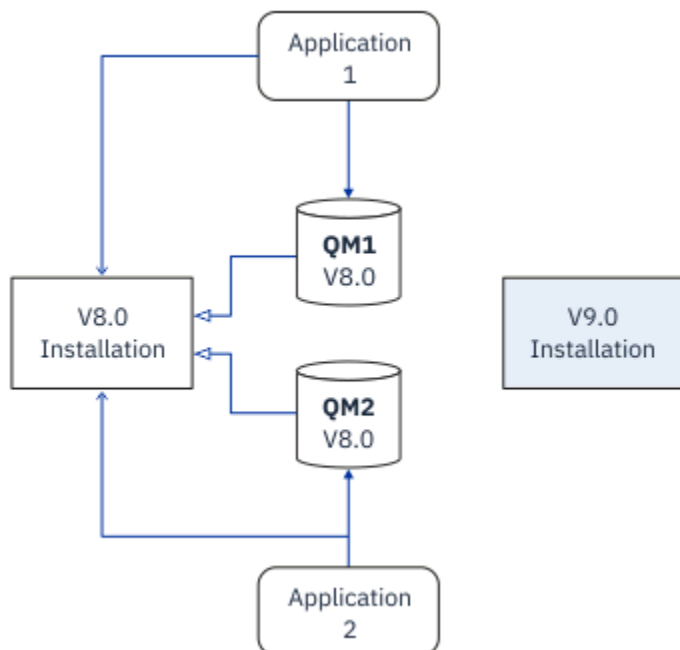 Application
1
QM1
V8.0
V8.0
Installation
V9.0
Installation
QM2
V8.0
Application
2